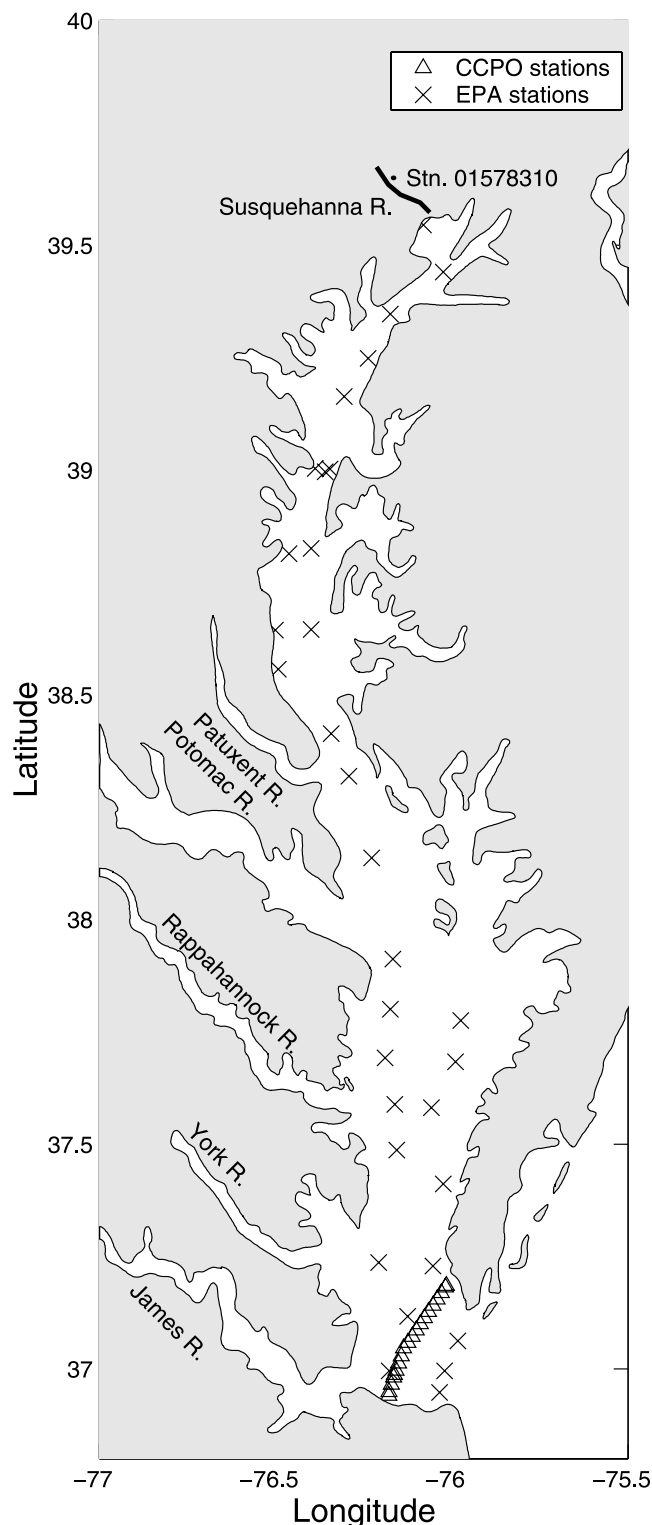 40
CCPO stations
EPA stations
Stn. 01578310
Susquehanna R.
39.5
39
38.5
Latitude
Patuxent R.
Potomac R.
38
Rappahannock R.
37.5
York R.
James R.
37
−77
−76.5
−76
−75.5
Longitude